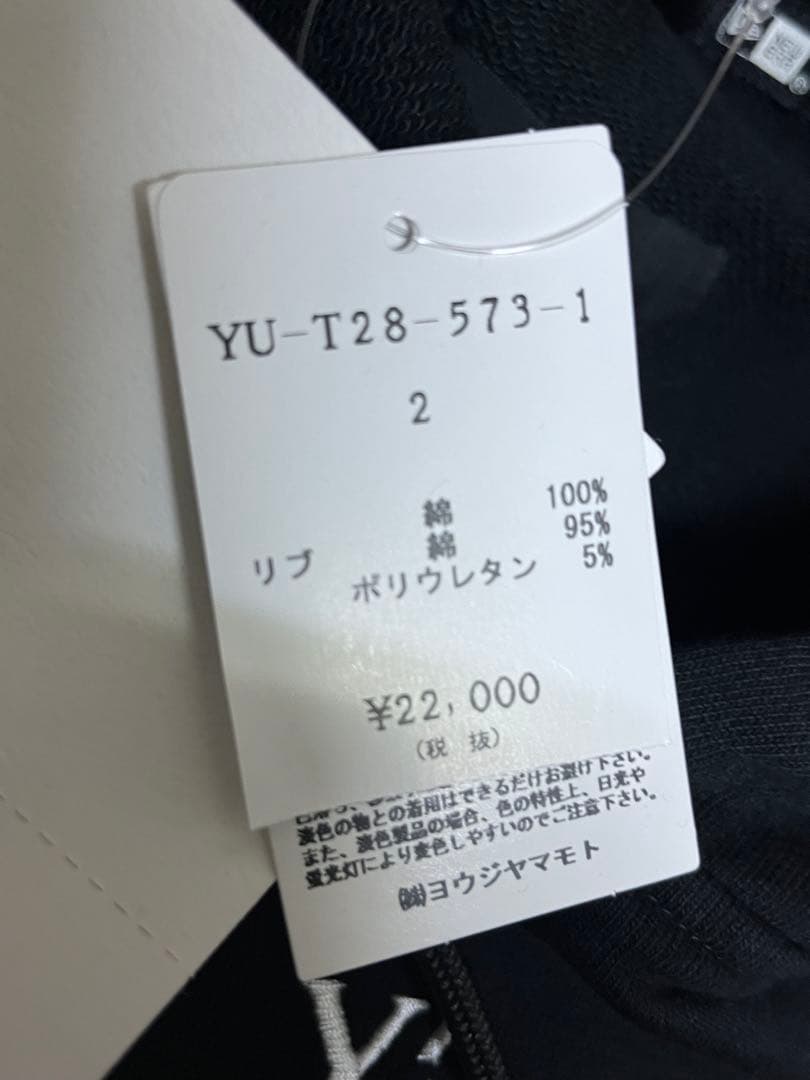 YU-T28-573-1
2
綿 100%
リブ 綿 95%
ポリウレタン 5%
¥22,000
(税 抜)
淡色の物との着用はできるだけお避け下さい。
また、淡色製品の場合、色の特性上、日光や
蛍光灯により変色しやすいのでご注意下さい。
㈱ヨウジヤマモト